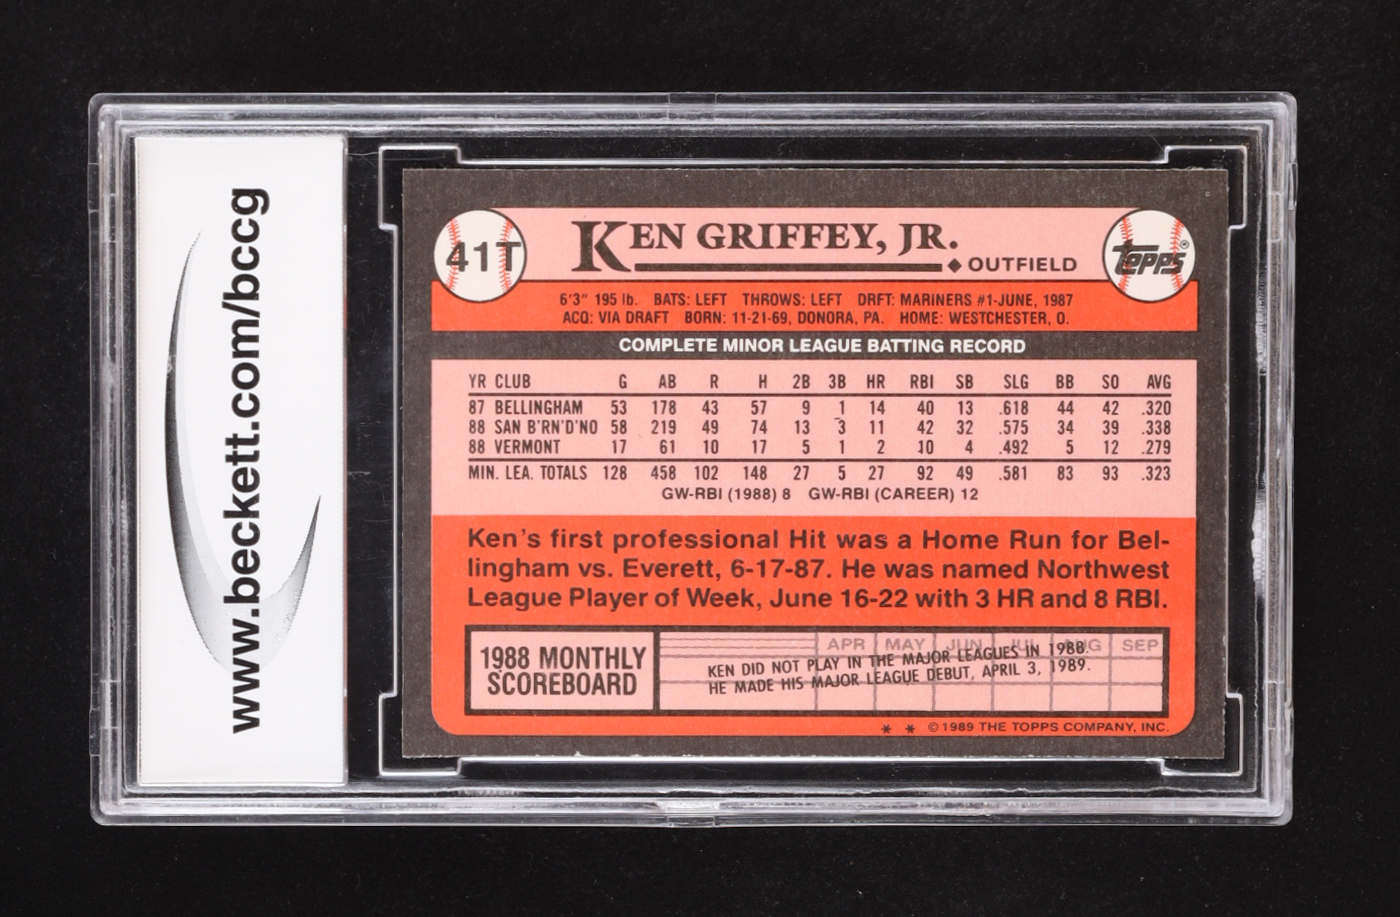 www.beckett.com/bccg
41T
KEN GRIFFEY, JR.
OUTFIELD
TOPPS®
6'3" 195 lb. BATS: LEFT THROWS: LEFT DRFT: MARINERS #1-JUNE, 1987
ACQ: VIA DRAFT BORN: 11-21-69, DONORA, PA. HOME: WESTCHESTER, O.
COMPLETE MINOR LEAGUE BATTING RECORD
YR CLUB G AB R H 2B 3B HR RBI SB SLG BB SO AVG
87 BELLINGHAM 53 178 43 57 9 1 14 40 13 .618 44 42 .320
88 SAN B'RN'D'NO 58 219 49 74 13 3 11 42 32 .575 34 39 .338
88 VERMONT 17 61 10 17 5 1 2 10 4 .492 5 12 .279
MIN. LEA. TOTALS 128 458 102 148 27 5 27 92 49 .581 83 93 .323
GW-RBI (1988) 8 GW-RBI (CAREER) 12
Ken's first professional Hit was a Home Run for Bel-
lingham vs. Everett, 6-17-87. He was named Northwest
League Player of Week, June 16-22 with 3 HR and 8 RBI.
1988 MONTHLY
SCOREBOARD
APR MAY JUN JUL AUG SEP
KEN DID NOT PLAY IN THE MAJOR LEAGUES IN 1988.
HE MADE HIS MAJOR LEAGUE DEBUT, APRIL 3, 1989.
* * © 1989 THE TOPPS COMPANY, INC.